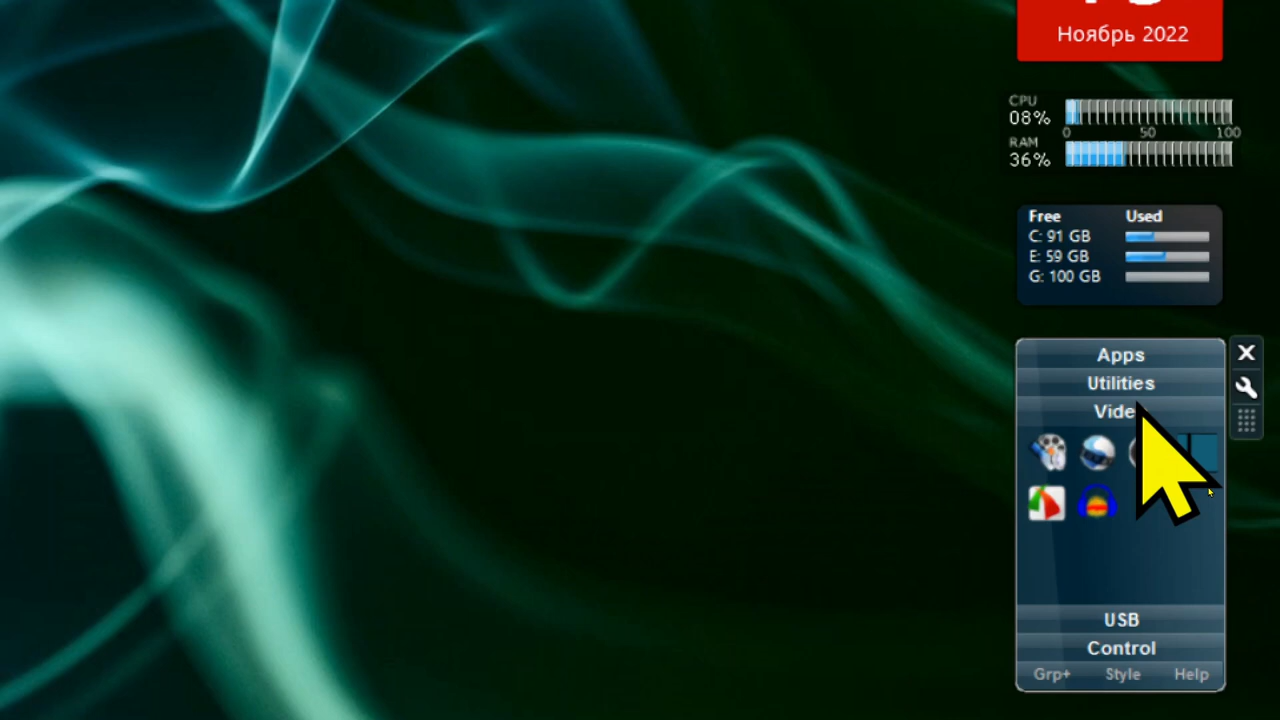 Ноябрь 2022
CPU
08%
0 50 100
RAM
36%
Free Used
C: 91 GB
E: 59 GB
G: 100 GB
Apps
Utilities
USB
Control
Grp+ Style Help